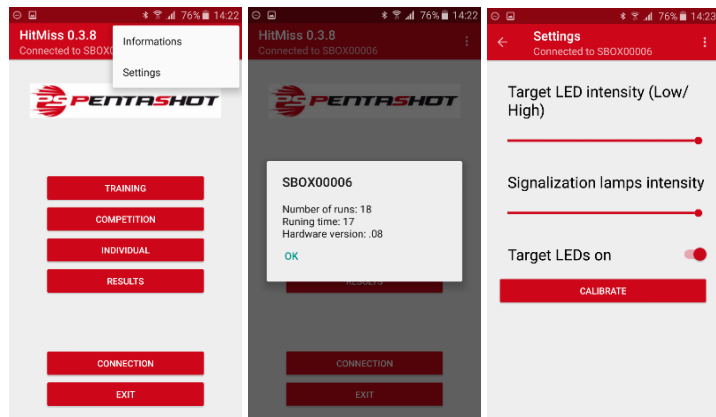 76% 14:22
HitMiss 0.3.8
Connected to SBOX0
Informations
Settings
PS PENTASHOT
TRAINING
COMPETITION
INDIVIDUAL
RESULTS
CONNECTION
EXIT
76% 14:22
HitMiss 0.3.8
Connected to SBOX00006
PS PENTASHOT
SBOX00006
Number of runs: 18
Runing time: 17
Hardware version: .08
OK
RESULTS
CONNECTION
EXIT
76% 14:23
Settings
Connected to SBOX00006
Target LED intensity (Low/
High)
Signalization lamps intensity
Target LEDs on
CALIBRATE